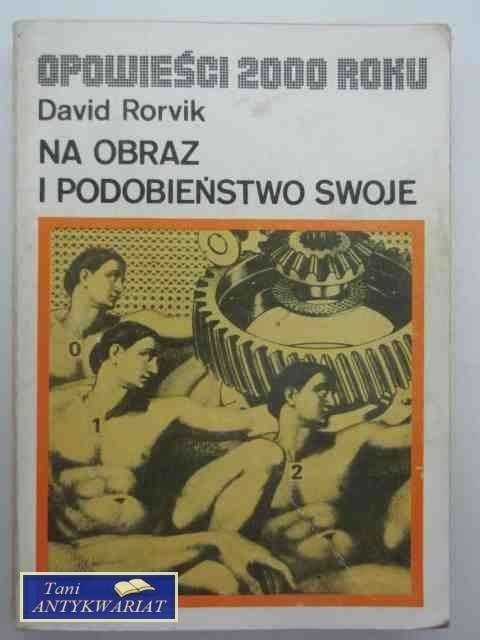 OPOWIEŚCI 2000 ROKU
David Rorvik
NA OBRAZ
I PODOBIEŃSTWO SWOJE
0
1
2
Tani
ANTYKWARIAT